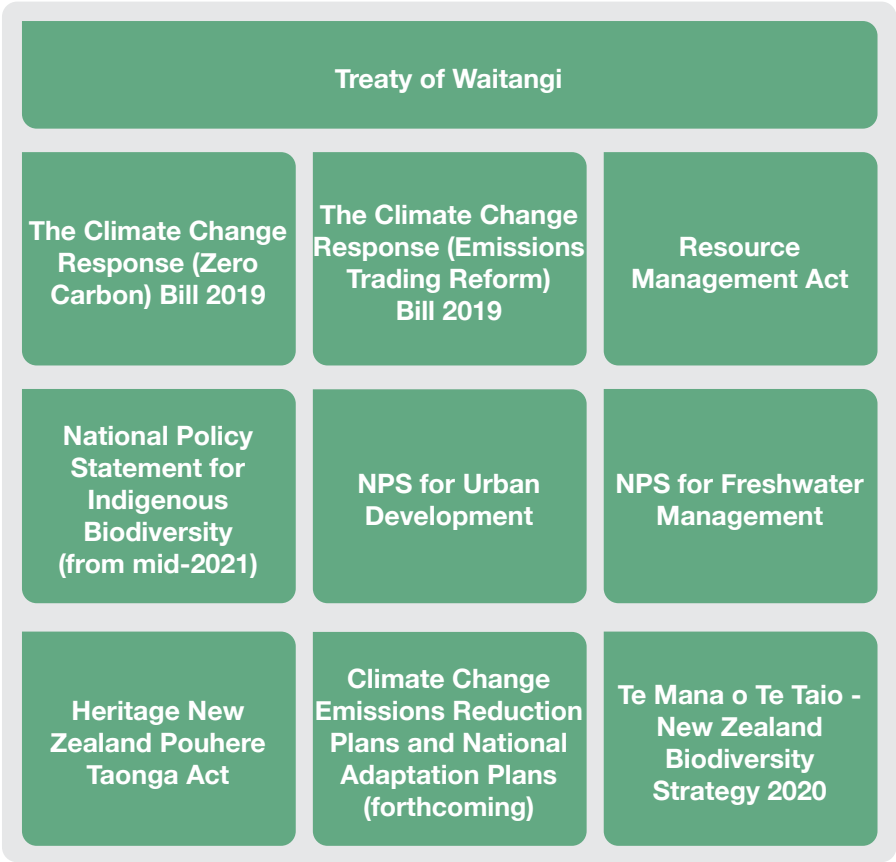 Treaty of Waitangi
The Climate Change
Response (Zero
Carbon) Bill 2019
The Climate Change
Response (Emissions
Trading Reform)
Bill 2019
Resource
Management Act
National Policy
Statement for
Indigenous
Biodiversity
(from mid-2021)
NPS for Urban
Development
NPS for Freshwater
Management
Heritage New
Zealand Pouhere
Taonga Act
Climate Change
Emissions Reduction
Plans and National
Adaptation Plans
(forthcoming)
Te Mana o Te Taio -
New Zealand
Biodiversity
Strategy 2020